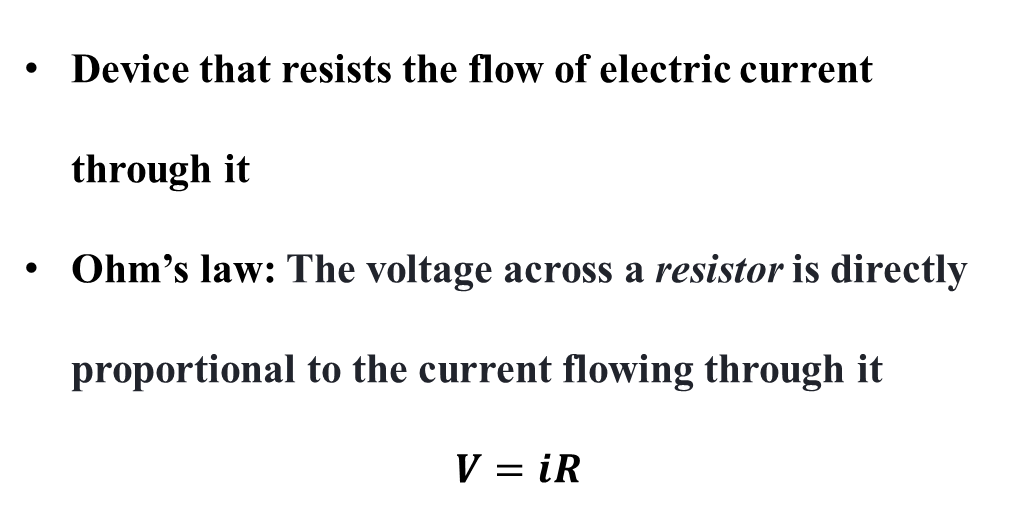 • Device that resists the flow of electric current
through it
• Ohm’s law: The voltage across a resistor is directly
proportional to the current flowing through it
V = iR